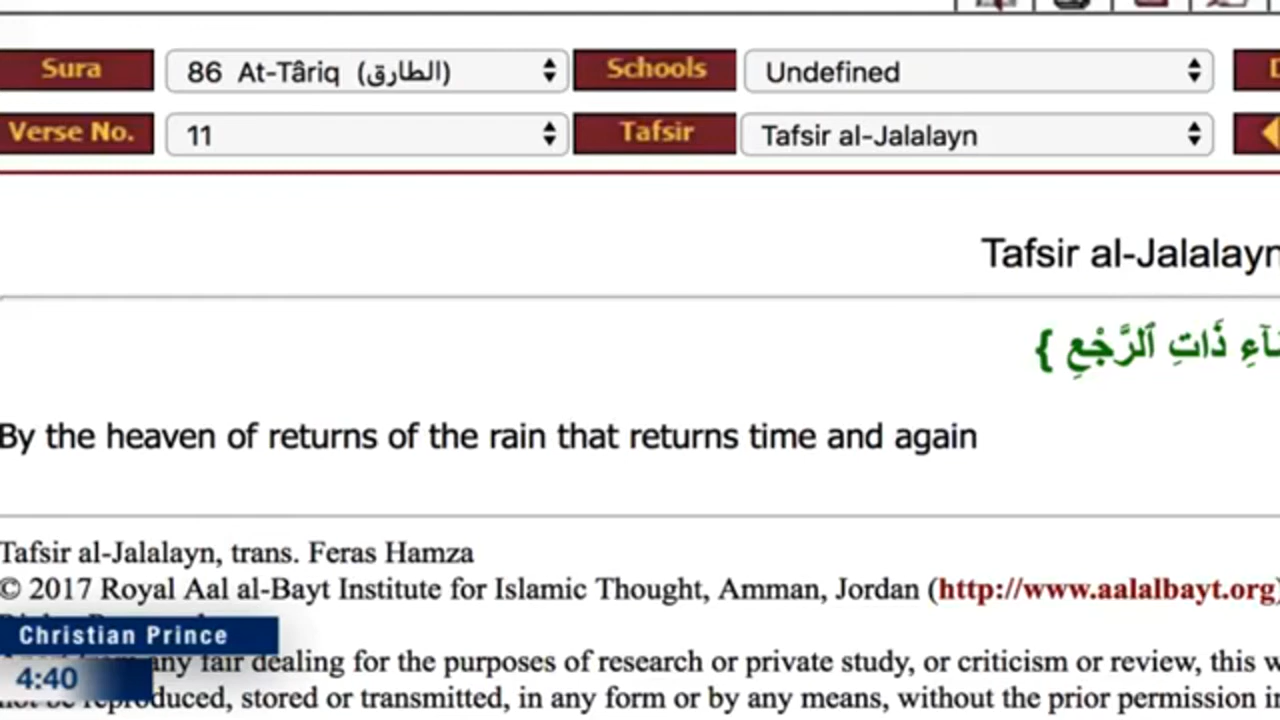 Sura 86 At-Târiq (الطارق) Schools Undefined
Verse No. 11 Tafsir Tafsir al-Jalalayn
Tafsir al-Jalalayn
ذَاتِ ٱلرَّجْعِ }
By the heaven of returns of the rain that returns time and again
Tafsir al-Jalalayn, trans. Feras Hamza
© 2017 Royal Aal al-Bayt Institute for Islamic Thought, Amman, Jordan (http://www.aalalbayt.org)
Christian Prince
any fair dealing for the purposes of research or private study, or criticism or review, this
4:40
not be reproduced, stored or transmitted, in any form or by any means, without the prior permission